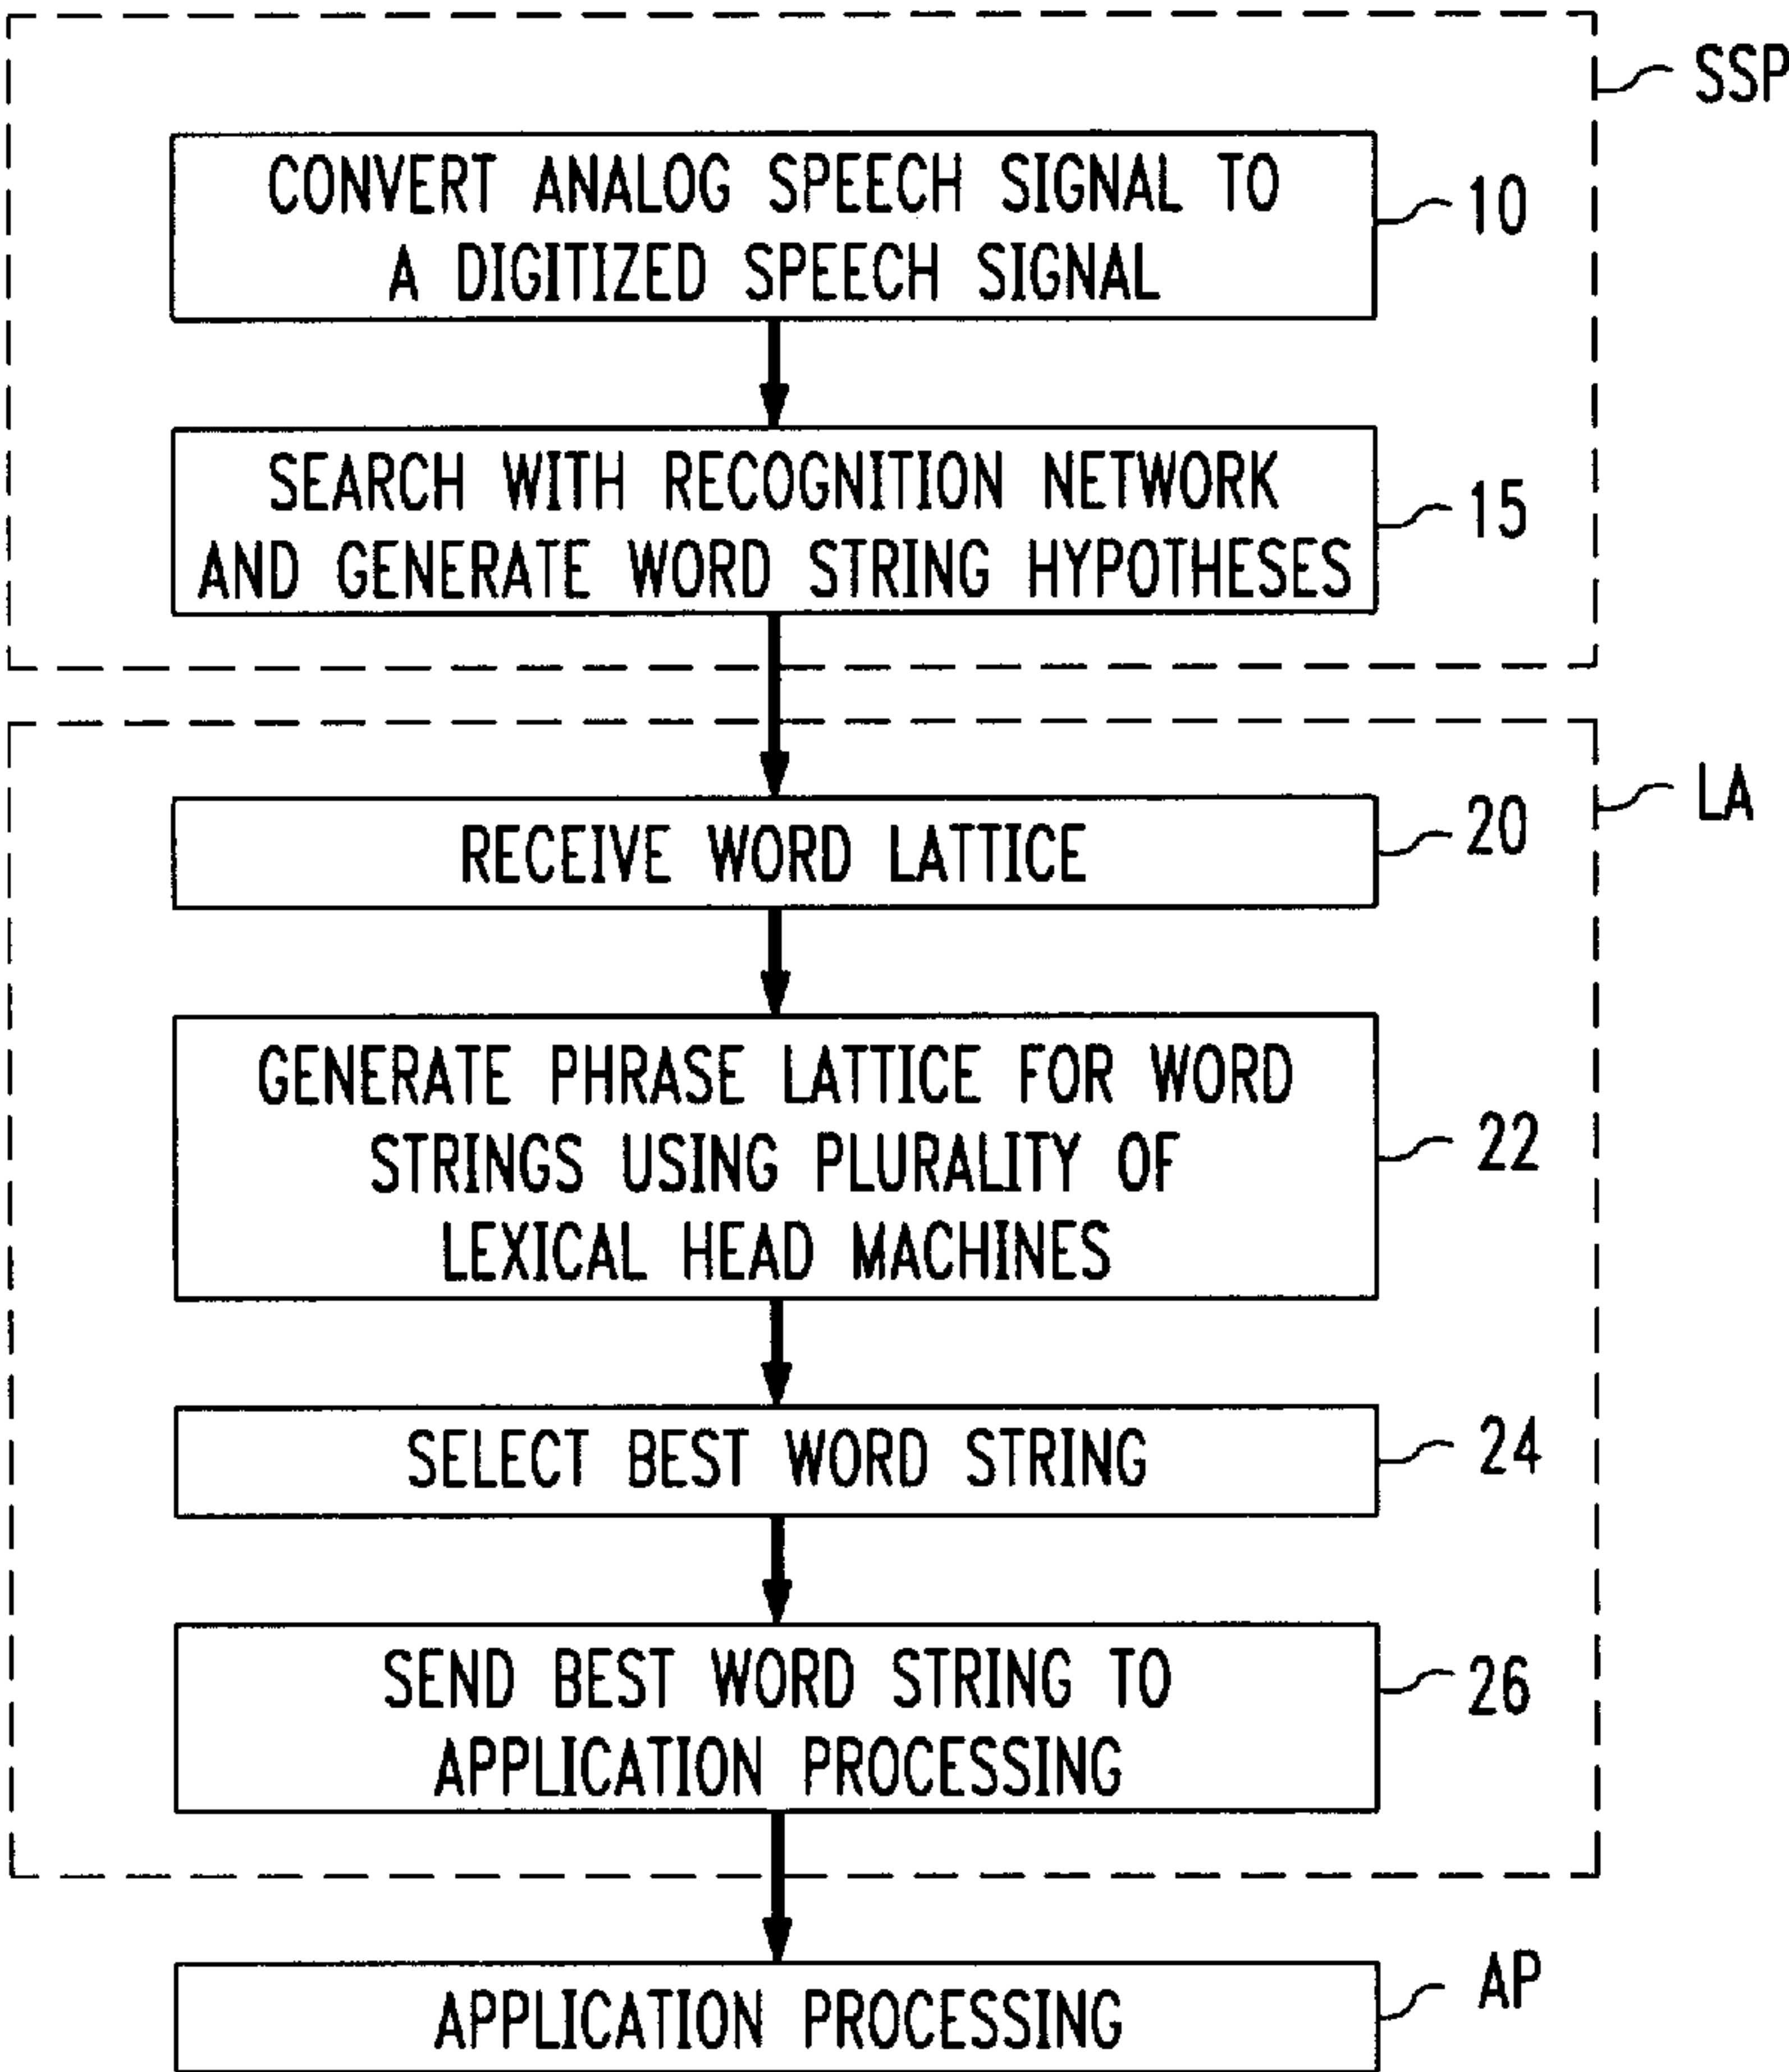 SSP
CONVERT ANALOG SPEECH SIGNAL TO
A DIGITIZED SPEECH SIGNAL
10
SEARCH WITH RECOGNITION NETWORK
AND GENERATE WORD STRING HYPOTHESES
15
LA
RECEIVE WORD LATTICE
20
GENERATE PHRASE LATTICE FOR WORD
STRINGS USING PLURALITY OF
LEXICAL HEAD MACHINES
22
SELECT BEST WORD STRING
24
SEND BEST WORD STRING TO
APPLICATION PROCESSING
26
APPLICATION PROCESSING
AP